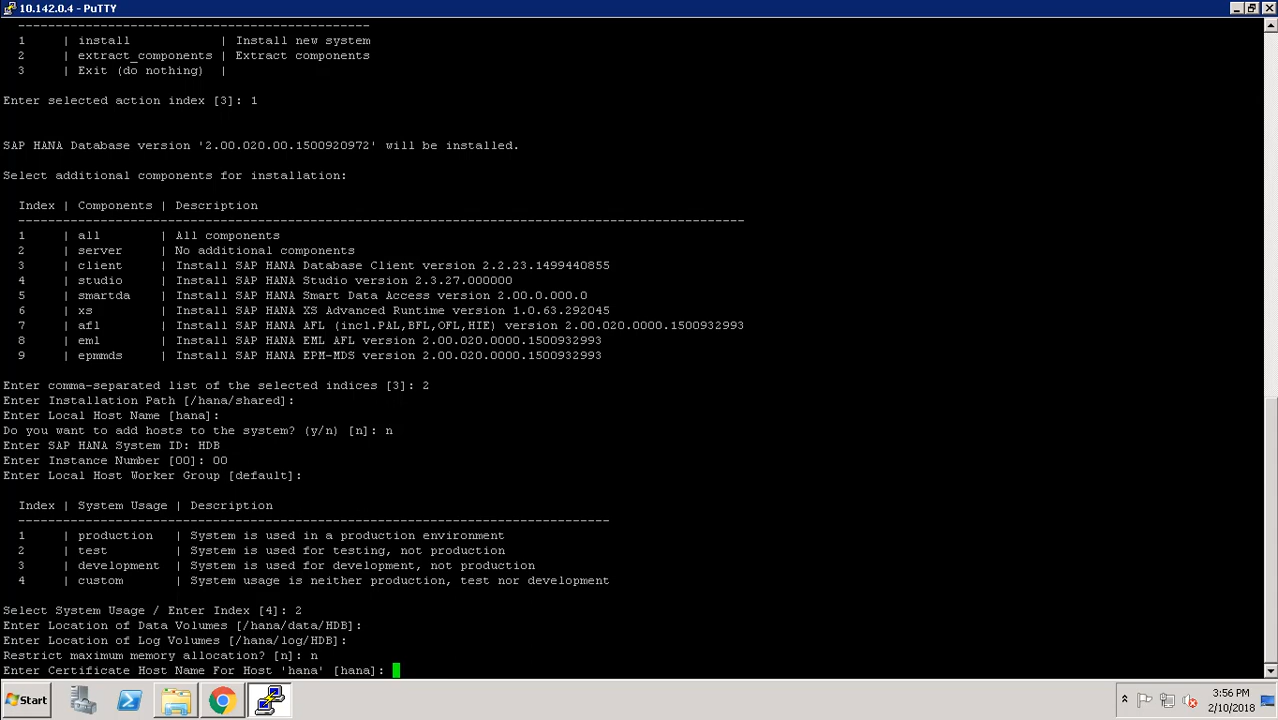 10.142.0.4 - PuTTY
------------------------------------------------
1 | install | Install new system
2 | extract_components | Extract components
3 | Exit (do nothing) |
Enter selected action index [3]: 1
SAP HANA Database version '2.00.020.00.1500920972' will be installed.
Select additional components for installation:
Index | Components | Description
--------------------------------------------------------------------------------------------------
1 | all | All components
2 | server | No additional components
3 | client | Install SAP HANA Database Client version 2.2.23.1499440855
4 | studio | Install SAP HANA Studio version 2.3.27.000000
5 | smartda | Install SAP HANA Smart Data Access version 2.00.0.000.0
6 | xs | Install SAP HANA XS Advanced Runtime version 1.0.63.292045
7 | afl | Install SAP HANA AFL (incl.PAL,BFL,OFL,HIE) version 2.00.020.0000.1500932993
8 | eml | Install SAP HANA EML AFL version 2.00.020.0000.1500932993
9 | epmmds | Install SAP HANA EPM-MDS version 2.00.020.0000.1500932993
Enter comma-separated list of the selected indices [3]: 2
Enter Installation Path [/hana/shared]:
Enter Local Host Name [hana]:
Do you want to add hosts to the system? (y/n) [n]: n
Enter SAP HANA System ID: HDB
Enter Instance Number [00]: 00
Enter Local Host Worker Group [default]:
Index | System Usage | Description
-------------------------------------------------------------------------------
1 | production | System is used in a production environment
2 | test | System is used for testing, not production
3 | development | System is used for development, not production
4 | custom | System usage is neither production, test nor development
Select System Usage / Enter Index [4]: 2
Enter Location of Data Volumes [/hana/data/HDB]:
Enter Location of Log Volumes [/hana/log/HDB]:
Restrict maximum memory allocation? [n]: n
Enter Certificate Host Name For Host 'hana' [hana]:
Start
3:56 PM
2/10/2018